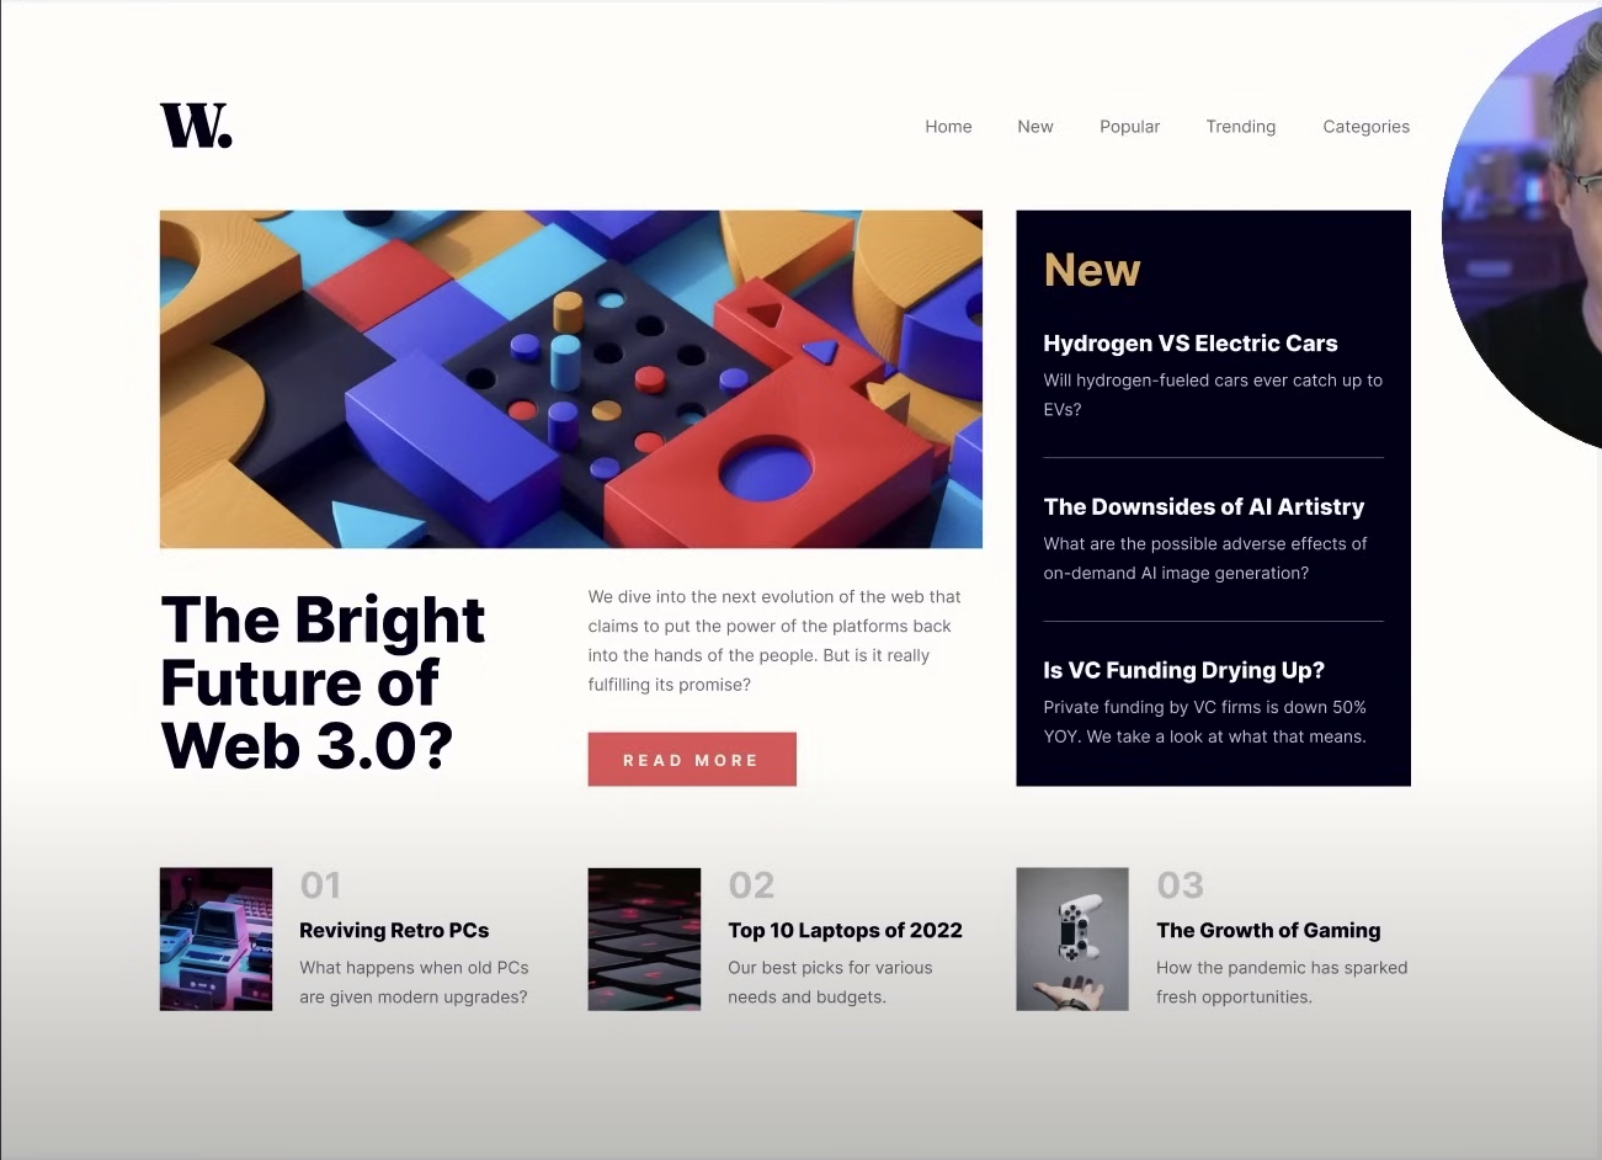 W.
Home
New
Popular
Trending
Categories
The Bright
Future of
Web 3.0?
We dive into the next evolution of the web that
claims to put the power of the platforms back
into the hands of the people. But is it really
fulfilling its promise?
READ MORE
New
Hydrogen VS Electric Cars
Will hydrogen-fueled cars ever catch up to
EVs?
The Downsides of AI Artistry
What are the possible adverse effects of
on-demand AI image generation?
Is VC Funding Drying Up?
Private funding by VC firms is down 50%
YOY. We take a look at what that means.
01
Reviving Retro PCs
What happens when old PCs
are given modern upgrades?
02
Top 10 Laptops of 2022
Our best picks for various
needs and budgets.
03
The Growth of Gaming
How the pandemic has sparked
fresh opportunities.